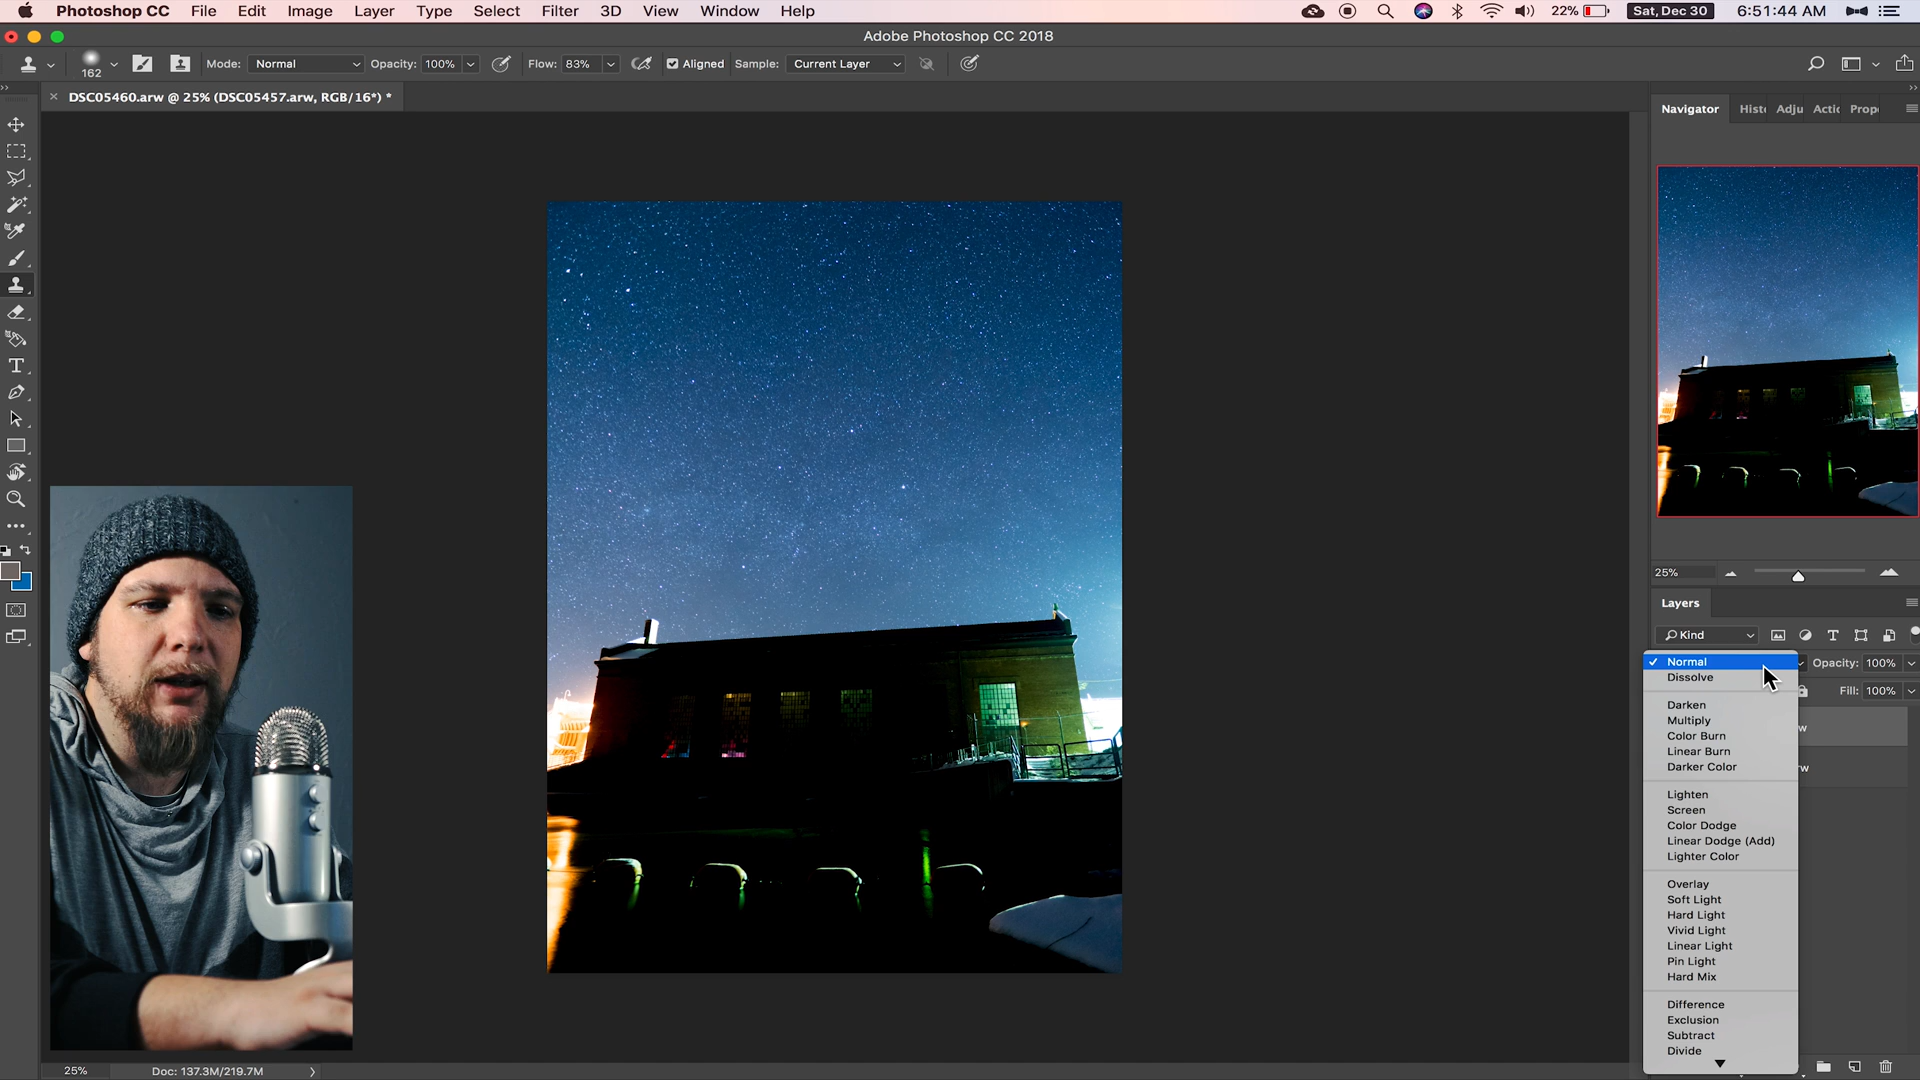 Photoshop CC File Edit Image Layer Type Select Filter 3D View Window Help 22% Sat, Dec 30 6:51:44 AM
Adobe Photoshop CC 2018
162 Mode: Normal Opacity: 100% Flow: 83% Aligned Sample: Current Layer
DSC05460.arw @ 25% (DSC05457.arw, RGB/16*) *
Navigator Hist Adju Actic Prop
25%
Layers
Kind
Normal Opacity: 100%
Dissolve
Fill: 100%
Darken
Multiply
Color Burn
Linear Burn
Darker Color
Lighten
Screen
Color Dodge
Linear Dodge (Add)
Lighter Color
Overlay
Soft Light
Hard Light
Vivid Light
Linear Light
Pin Light
Hard Mix
Difference
Exclusion
Subtract
Divide
25% Doc: 137.3M/219.7M